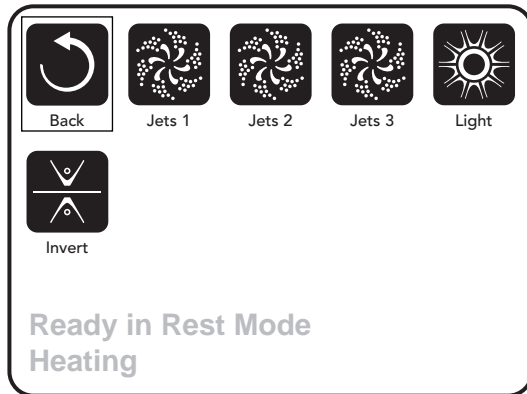 Back
Jets 1
Jets 2
Jets 3
Light
Invert
Ready in Rest Mode
Heating